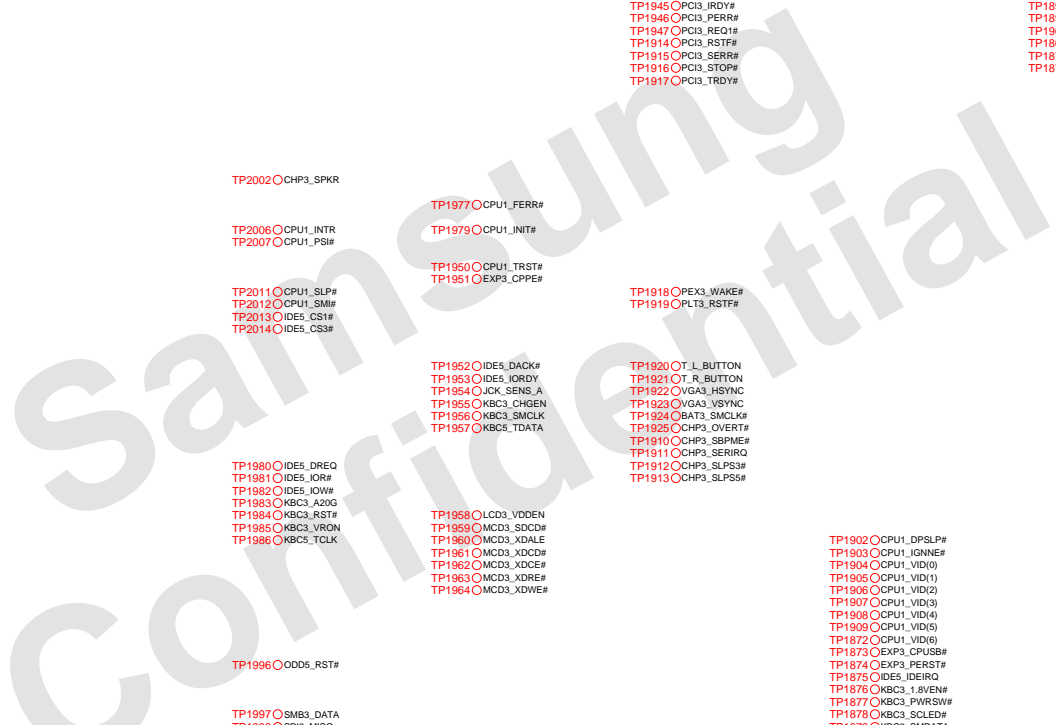 TP1945 PCI3_IRDY#
TP1946 PCI3_PERR#
TP1947 PCI3_REQ1#
TP1914 PCI3_RSTF#
TP1915 PCI3_SERR#
TP1916 PCI3_STOP#
TP1917 PCI3_TRDY#
TP2002 CHP3_SPKR
TP1977 CPU1_FERR#
TP2006 CPU1_INTR
TP2007 CPU1_PSI#
TP1979 CPU1_INIT#
TP1950 CPU1_TRST#
TP1951 EXP3_CPPE#
TP2011 CPU1_SLP#
TP2012 CPU1_SMI#
TP2013 IDE5_CS1#
TP2014 IDE5_CS3#
TP1918 PEX3_WAKE#
TP1919 PLT3_RSTF#
TP1952 IDE5_DACK#
TP1953 IDE5_IORDY
TP1954 JCK_SENS_A
TP1955 KBC3_CHGEN
TP1956 KBC3_SMCLK
TP1957 KBC5_TDATA
TP1920 T_L_BUTTON
TP1921 T_R_BUTTON
TP1922 VGA3_HSYNC
TP1923 VGA3_VSYNC
TP1924 BAT3_SMCLK#
TP1925 CHP3_OVERT#
TP1910 CHP3_SBPME#
TP1911 CHP3_SERIRQ
TP1912 CHP3_SLPS3#
TP1913 CHP3_SLPS5#
TP1980 IDE5_DREQ
TP1981 IDE5_IOR#
TP1982 IDE5_IOW#
TP1983 KBC3_A20G
TP1984 KBC3_RST#
TP1985 KBC3_VRON
TP1986 KBC5_TCLK
TP1958 LCD3_VDDEN
TP1959 MCD3_SDCD#
TP1960 MCD3_XDALE
TP1961 MCD3_XDCD#
TP1962 MCD3_XDCE#
TP1963 MCD3_XDRE#
TP1964 MCD3_XDWE#
TP1902 CPU1_DPSLP#
TP1903 CPU1_IGNNE#
TP1904 CPU1_VID(0)
TP1905 CPU1_VID(1)
TP1906 CPU1_VID(2)
TP1907 CPU1_VID(3)
TP1908 CPU1_VID(4)
TP1909 CPU1_VID(5)
TP1872 CPU1_VID(6)
TP1873 EXP3_CPUSB#
TP1874 EXP3_PERST#
TP1875 IDE5_IDEIRQ
TP1876 KBC3_1.8VEN#
TP1877 KBC3_PWRSW#
TP1878 KBC3_SCLED#
TP1996 ODD5_RST#
TP1997 SMB3_DATA
Samsung
Confidential